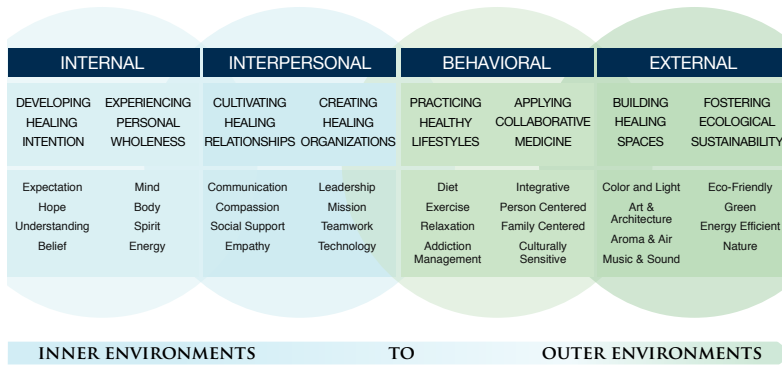 INTERNAL
INTERPERSONAL
BEHAVIORAL
EXTERNAL
DEVELOPING
HEALING
INTENTION
EXPERIENCING
PERSONAL
WHOLENESS
CULTIVATING
HEALING
RELATIONSHIPS
CREATING
HEALING
ORGANIZATIONS
PRACTICING
HEALTHY
LIFESTYLES
APPLYING
COLLABORATIVE
MEDICINE
BUILDING
HEALING
SPACES
FOSTERING
ECOLOGICAL
SUSTAINABILITY
Expectation
Hope
Understanding
Belief
Mind
Body
Spirit
Energy
Communication
Compassion
Social Support
Empathy
Leadership
Mission
Teamwork
Technology
Diet
Exercise
Relaxation
Addiction
Management
Integrative
Person Centered
Family Centered
Culturally
Sensitive
Color and Light
Art &
Architecture
Aroma & Air
Music & Sound
Eco-Friendly
Green
Energy Efficient
Nature
INNER ENVIRONMENTS TO OUTER ENVIRONMENTS